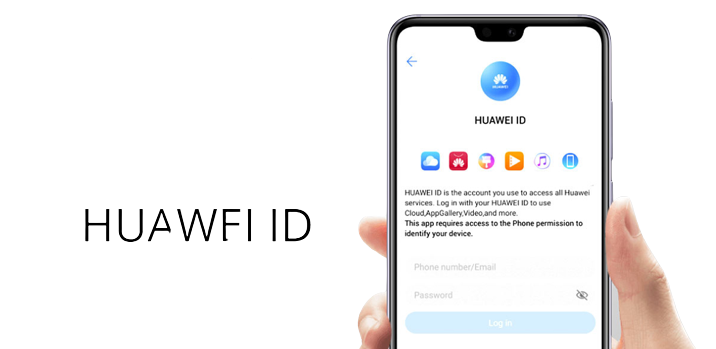 HUAWEI ID
HUAWEI
HUAWEI ID
HUAWEI ID is the account you use to access all Huawei
services. Log in with your HUAWEI ID to use
Cloud,AppGallery,Video,and more.
This app requires access to the Phone permission to
identify your device.
Phone number/Email
Password
Log in